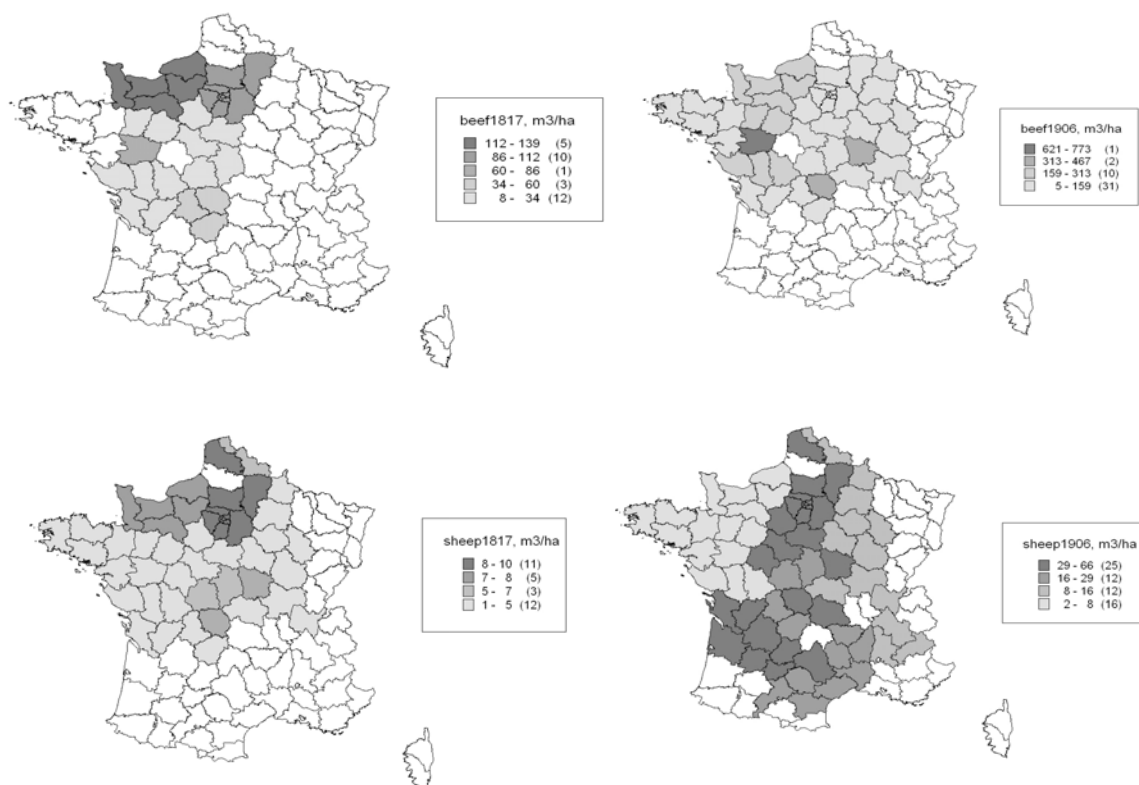 beef1817, m3/ha
112 - 139 (5)
86 - 112 (10)
60 - 86 (1)
34 - 60 (3)
8 - 34 (12)
beef1906, m3/ha
621 - 773 (1)
313 - 467 (2)
159 - 313 (10)
5 - 159 (31)
sheep1817, m3/ha
8 - 10 (11)
7 - 8 (5)
5 - 7 (3)
1 - 5 (12)
sheep1906, m3/ha
29 - 66 (25)
16 - 29 (12)
8 - 16 (12)
2 - 8 (16)